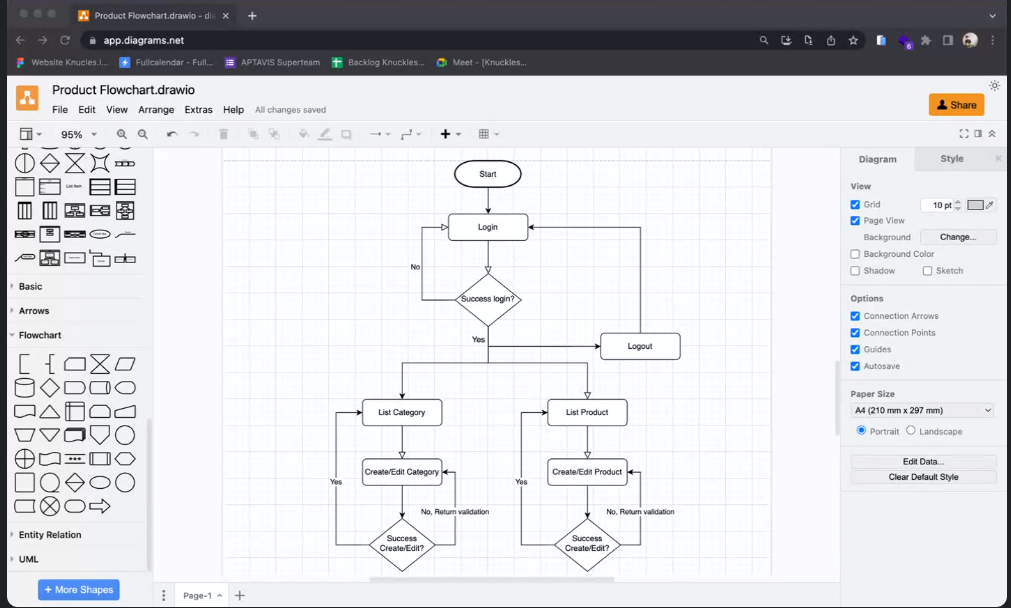 Product Flowchart.drawio - di
app.diagrams.net
6
Website Knucles.I...
Fullcalendar - Full...
APTAVIS Superteam
Backlog Knuckles...
Meet - [Knuckles...
Product Flowchart.drawio
File Edit View Arrange Extras Help All changes saved
Share
95%
List Item
Basic
Arrows
Flowchart
Entity Relation
UML
+ More Shapes
Start
Login
No
Success login?
Yes
Logout
List Category
List Product
Create/Edit Category
Create/Edit Product
Yes
Yes
No, Return validation
No, Return validation
Success
Create/Edit?
Success
Create/Edit?
Page-1
Diagram
Style
View
Grid
10 pt
Page View
Background
Change...
Background Color
Shadow
Sketch
Options
Connection Arrows
Connection Points
Guides
Autosave
Paper Size
A4 (210 mm x 297 mm)
Portrait
Landscape
Edit Data...
Clear Default Style